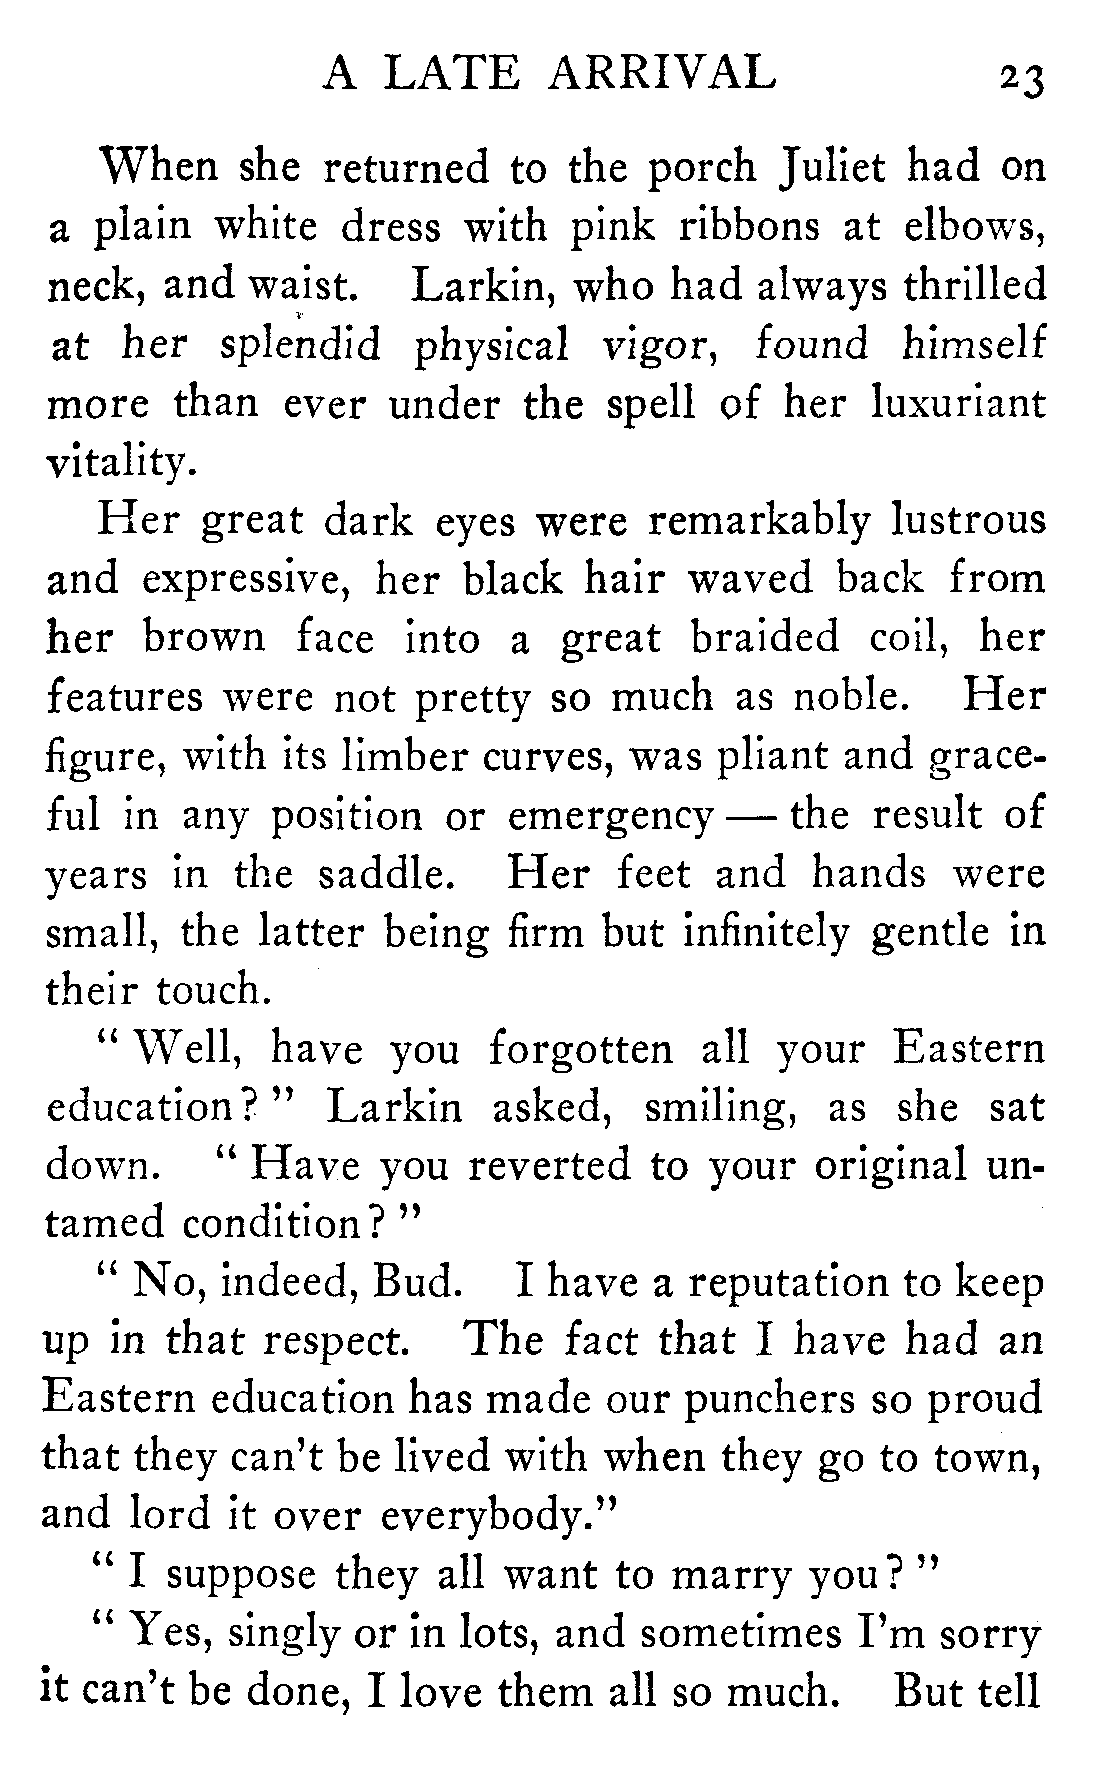 A LATE ARRIVAL 23
When she returned to the porch Juliet had on
a plain white dress with pink ribbons at elbows,
neck, and waist. Larkin, who had always thrilled
at her splendid physical vigor, found himself
more than ever under the spell of her luxuriant
vitality.
Her great dark eyes were remarkably lustrous
and expressive, her black hair waved back from
her brown face into a great braided coil, her
features were not pretty so much as noble. Her
figure, with its limber curves, was pliant and grace-
ful in any position or emergency — the result of
years in the saddle. Her feet and hands were
small, the latter being firm but infinitely gentle in
their touch.
" Well, have you forgotten all your Eastern
education? " Larkin asked, smiling, as she sat
down. " Have you reverted to your original un-
tamed condition? "
" No, indeed, Bud. I have a reputation to keep
up in that respect. The fact that I have had an
Eastern education has made our punchers so proud
that they can't be lived with when they go to town,
and lord it over everybody."
" I suppose they all want to marry you? "
" Yes, singly or in lots, and sometimes I'm sorry
it can't be done, I love them all so much. But tell